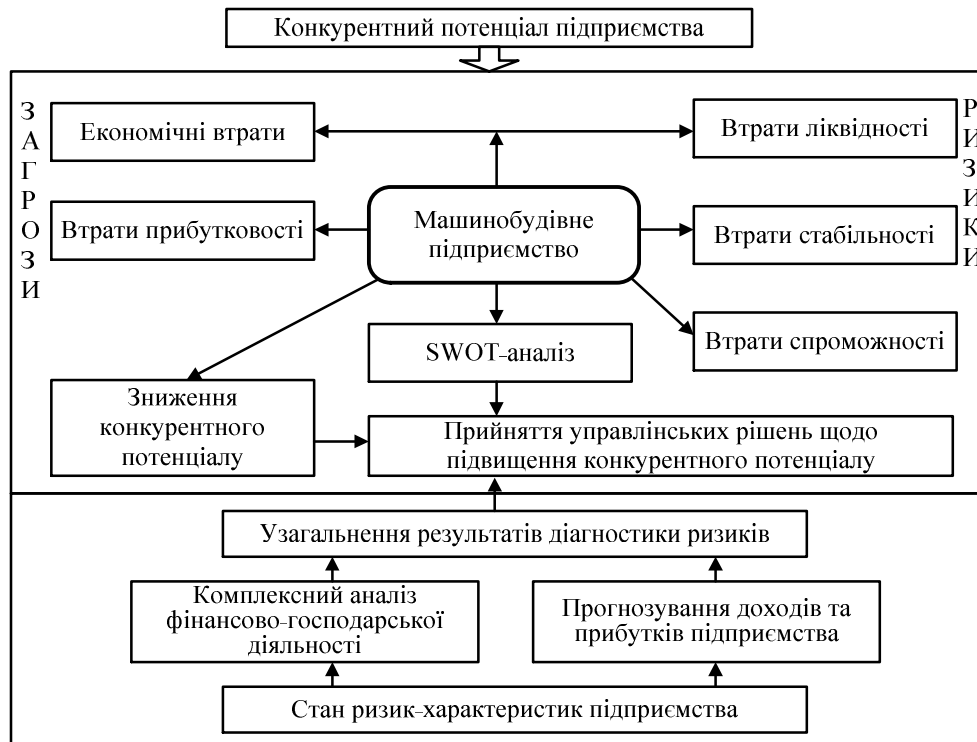 Конкурентний потенціал підприємства
ЗАГРОЗИ
РИЗИКИ
Економічні втрати
Втрати ліквідності
Втрати прибутковості
Машинобудівне
підприємство
Втрати стабільності
SWOT-аналіз
Втрати спроможності
Зниження
конкурентного
потенціалу
Прийняття управлінських рішень щодо
підвищення конкурентного потенціалу
Узагальнення результатів діагностики ризиків
Комплексний аналіз
фінансово-господарської
діяльності
Прогнозування доходів та
прибутків підприємства
Стан ризик-характеристик підприємства